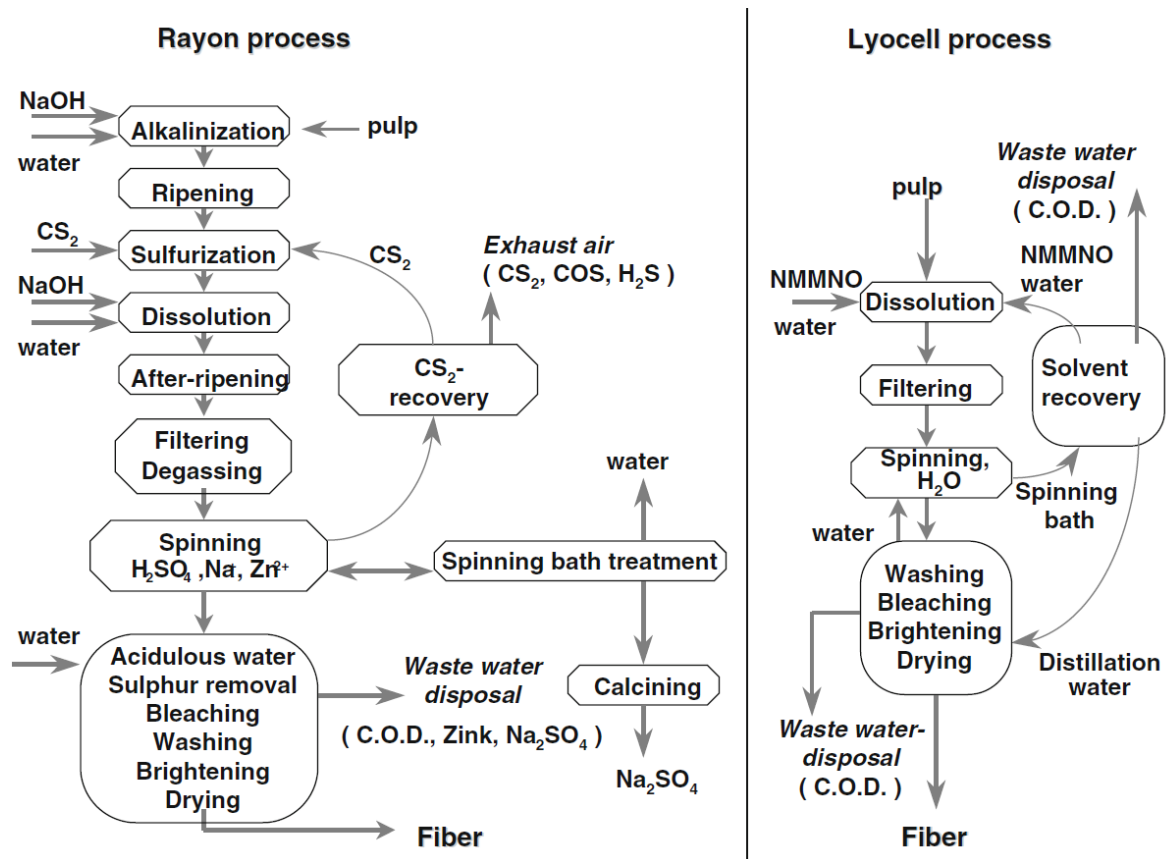 Rayon process
NaOH
water
Alkalinization
pulp
Ripening
CS2
Sulfurization
CS2
Exhaust air
( CS2, COS, H2S )
NaOH
water
Dissolution
After-ripening
CS2-
recovery
Filtering
Degassing
Spinning
H2SO4 ,Na+, Zn2+
water
Spinning bath treatment
water
Acidulous water
Sulphur removal
Bleaching
Washing
Brightening
Drying
Waste water
disposal
( C.O.D., Zink, Na2SO4 )
Calcining
Na2SO4
Fiber
Lyocell process
Waste water
disposal
( C.O.D. )
pulp
NMMNO
water
Dissolution
NMMNO
water
Filtering
Solvent
recovery
Spinning,
H2O
Spinning
bath
water
Washing
Bleaching
Brightening
Drying
Distillation
water
Waste water-
disposal
( C.O.D. )
Fiber